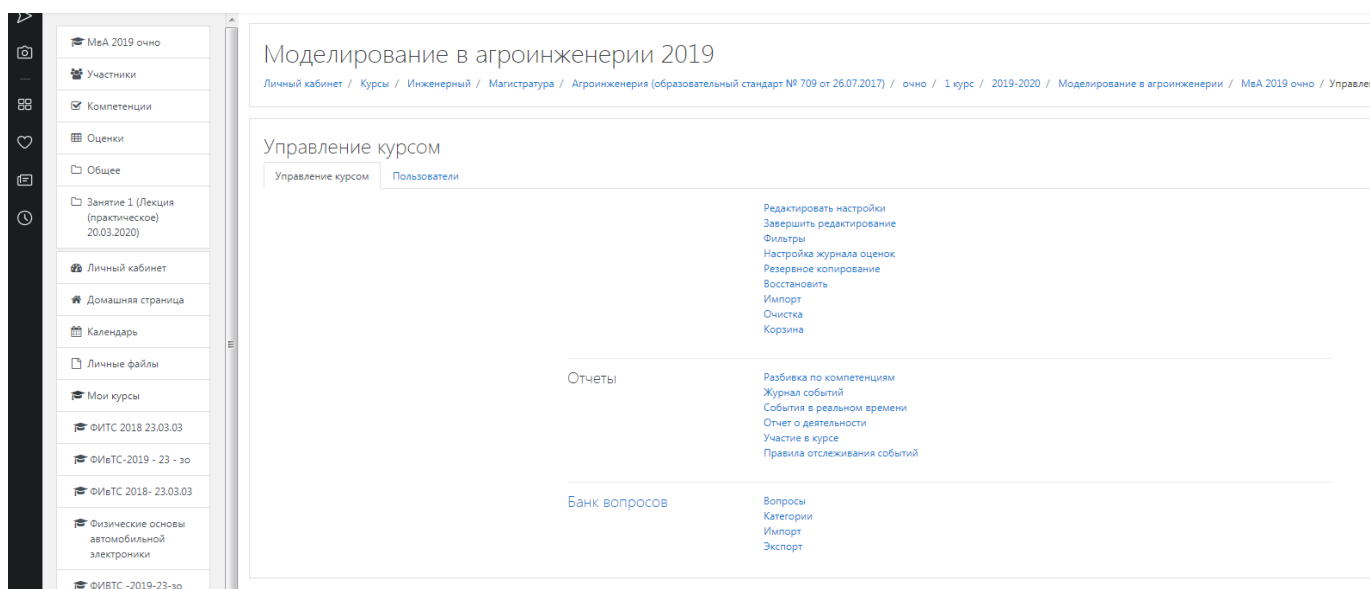 МвА 2019 очно
Участники
Компетенции
Оценки
Общее
Занятие 1 (Лекция
(практическое)
20.03.2020)
Личный кабинет
Домашняя страница
Календарь
Личные файлы
Мои курсы
ФИТС 2018 23.03.03
ФИвТС-2019 - 23 - зо
ФИвТС 2018- 23.03.03
Физические основы
автомобильной
электроники
ФИВТС -2019-23-зо
Моделирование в агроинженерии 2019
Личный кабинет / Курсы / Инженерный / Магистратура / Агроинженерия (образовательный стандарт № 709 от 26.07.2017) / очно / 1 курс / 2019-2020 / Моделирование в агроинженерии / МвА 2019 очно / Управле
Управление курсом
Управление курсом Пользователи
Редактировать настройки
Завершить редактирование
Фильтры
Настройка журнала оценок
Резервное копирование
Восстановить
Импорт
Очистка
Корзина
Отчеты
Разбивка по компетенциям
Журнал событий
События в реальном времени
Отчет о деятельности
Участие в курсе
Правила отслеживания событий
Банк вопросов
Вопросы
Категории
Импорт
Экспорт